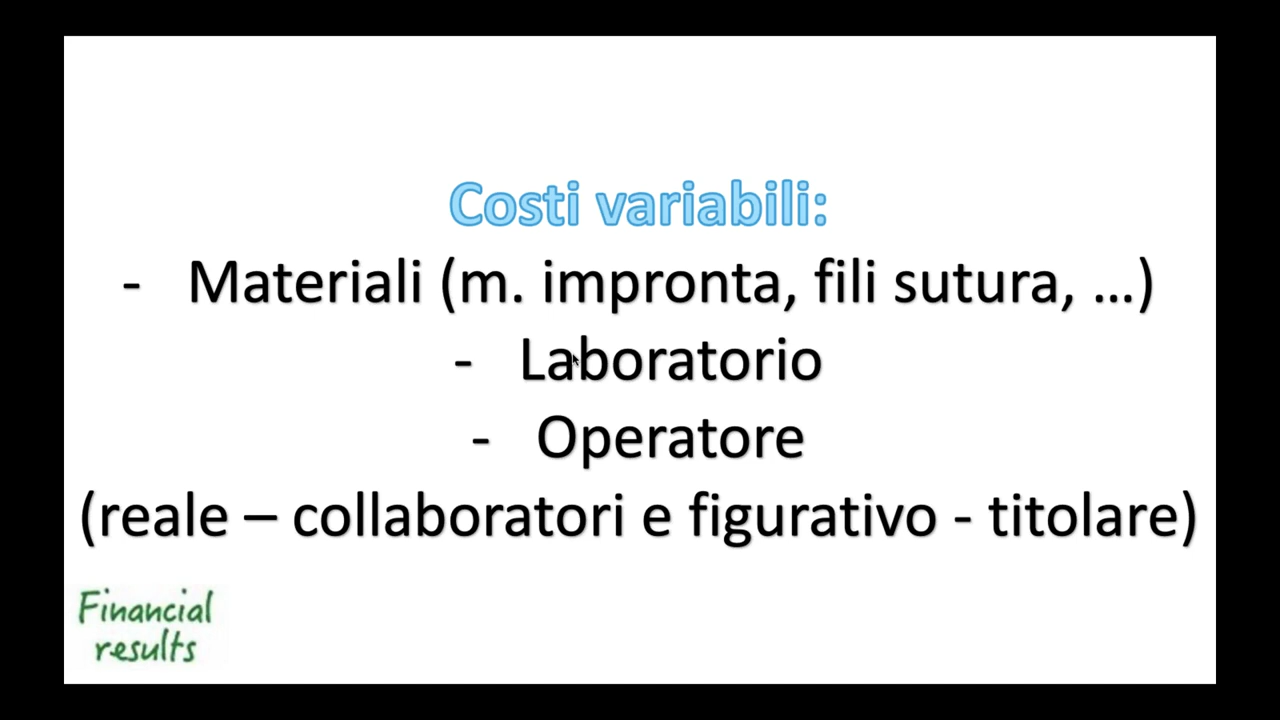 Costi variabili:
- Materiali (m. impronta, fili sutura, ...)
- Laboratorio
- Operatore
(reale – collaboratori e figurativo - titolare)
Financial
results